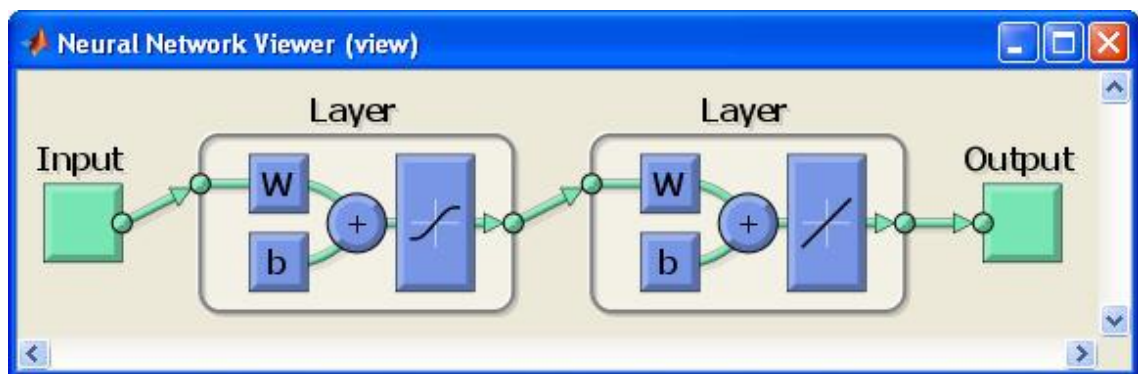 Neural Network Viewer (view)
Layer
Layer
Input
Output
W
W
+
+
b
b